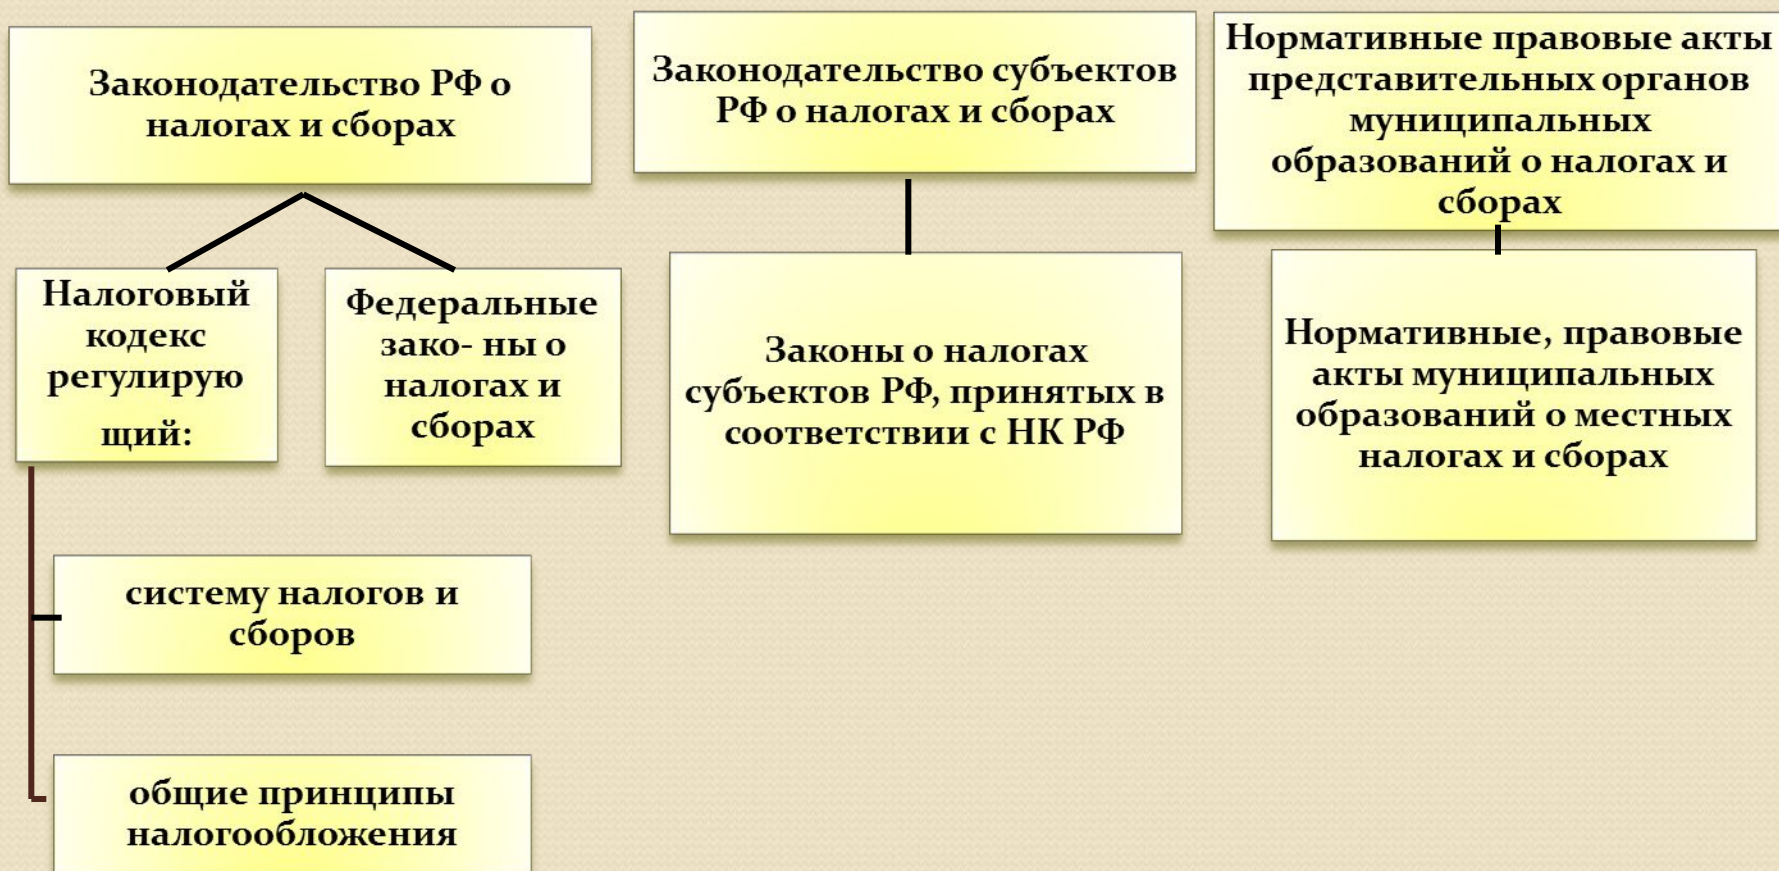 Законодательство РФ о
налогах и сборах
Законодательство субъектов
РФ о налогах и сборах
Нормативные правовые акты
представительных органов
муниципальных
образований о налогах и
сборах
Налоговый
кодекс
регулирую
щий:
Федеральные
зако- ны о
налогах и
сборах
Законы о налогах
субъектов РФ, принятых в
соответствии с НК РФ
Нормативные, правовые
акты муниципальных
образований о местных
налогах и сборах
систему налогов и
сборов
общие принципы
налогообложения